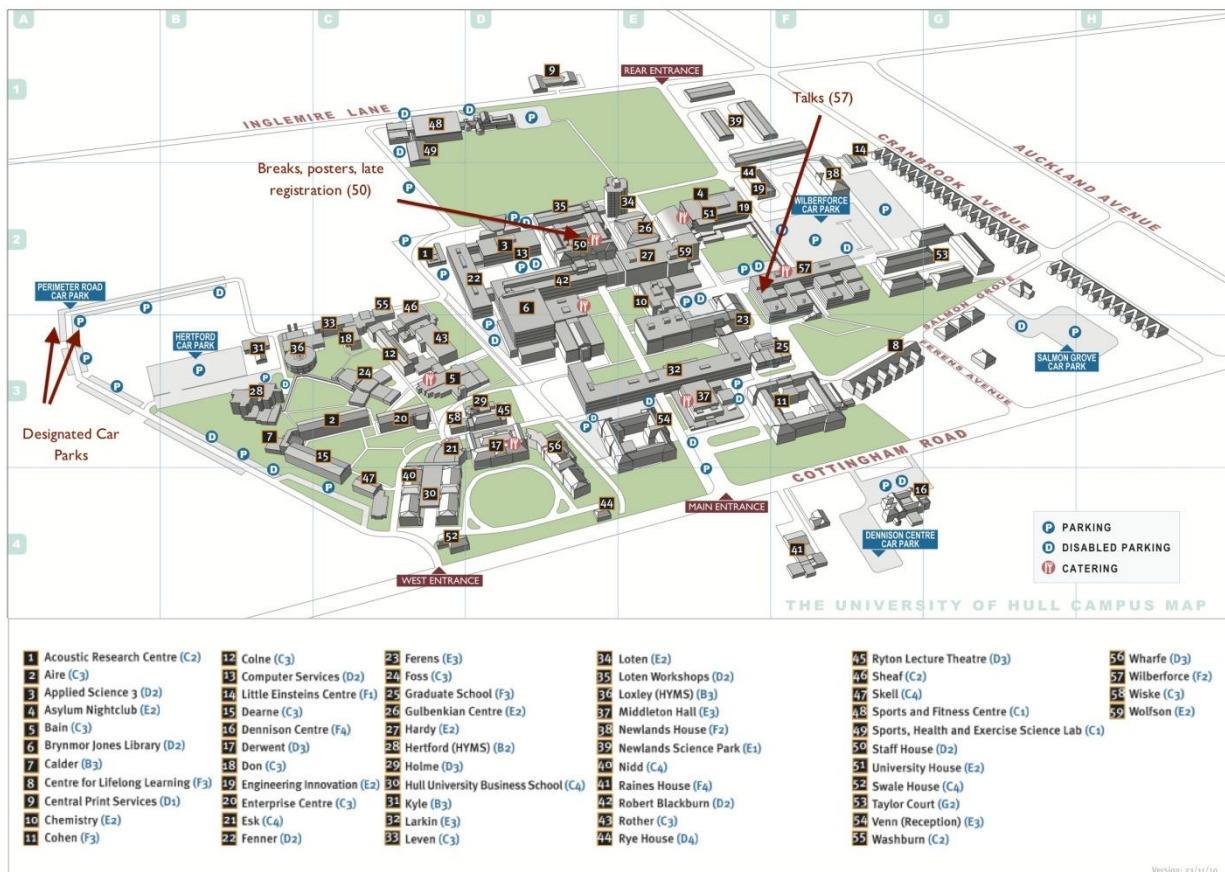 A B C D E F G H
1
2
3
4
INGLEMIRE LANE
REAR ENTRANCE
Talks (57)
Breaks, posters, late
registration (50)
CRANBROOK AVENUE
AUCKLAND AVENUE
WILBERFORCE
CAR PARK
PERIMETER ROAD
CAR PARK
HERTFORD
CAR PARK
SALMON GROVE
FERENS AVENUE
SALMON GROVE
CAR PARK
Designated Car
Parks
COTTINGHAM ROAD
MAIN ENTRANCE
DENNISON CENTRE
CAR PARK
WEST ENTRANCE
P PARKING
D DISABLED PARKING
CATERING
THE UNIVERSITY OF HULL CAMPUS MAP
1 Acoustic Research Centre (C2)
2 Aire (C3)
3 Applied Science 3 (D2)
4 Asylum Nightclub (E2)
5 Bain (C3)
6 Brynmor Jones Library (D2)
7 Calder (B3)
8 Centre for Lifelong Learning (F3)
9 Central Print Services (D1)
10 Chemistry (E2)
11 Cohen (F3)
12 Colne (C3)
13 Computer Services (D2)
14 Little Einsteins Centre (F1)
15 Dearne (C3)
16 Dennison Centre (F4)
17 Derwent (D3)
18 Don (C3)
19 Engineering Innovation (E2)
20 Enterprise Centre (C3)
21 Esk (C4)
22 Fenner (D2)
23 Ferens (E3)
24 Foss (C3)
25 Graduate School (F3)
26 Gulbenkian Centre (E2)
27 Hardy (E2)
28 Hertford (HYMS) (B2)
29 Holme (D3)
30 Hull University Business School (C4)
31 Kyle (B3)
32 Larkin (E3)
33 Leven (C3)
34 Loten (E2)
35 Loten Workshops (D2)
36 Loxley (HYMS) (B3)
37 Middleton Hall (E3)
38 Newlands House (F2)
39 Newlands Science Park (E1)
40 Nidd (C4)
41 Raines House (F4)
42 Robert Blackburn (D2)
43 Rother (C3)
44 Rye House (D4)
45 Ryton Lecture Theatre (D3)
46 Sheaf (C2)
47 Skell (C4)
48 Sports and Fitness Centre (C1)
49 Sports, Health and Exercise Science Lab (C1)
50 Staff House (D2)
51 University House (E2)
52 Swale House (C4)
53 Taylor Court (G2)
54 Venn (Reception) (E3)
55 Washburn (C2)
56 Wharfe (D3)
57 Wilberforce (F2)
58 Wiske (C3)
59 Wolfson (E2)
Version: 23/11/10